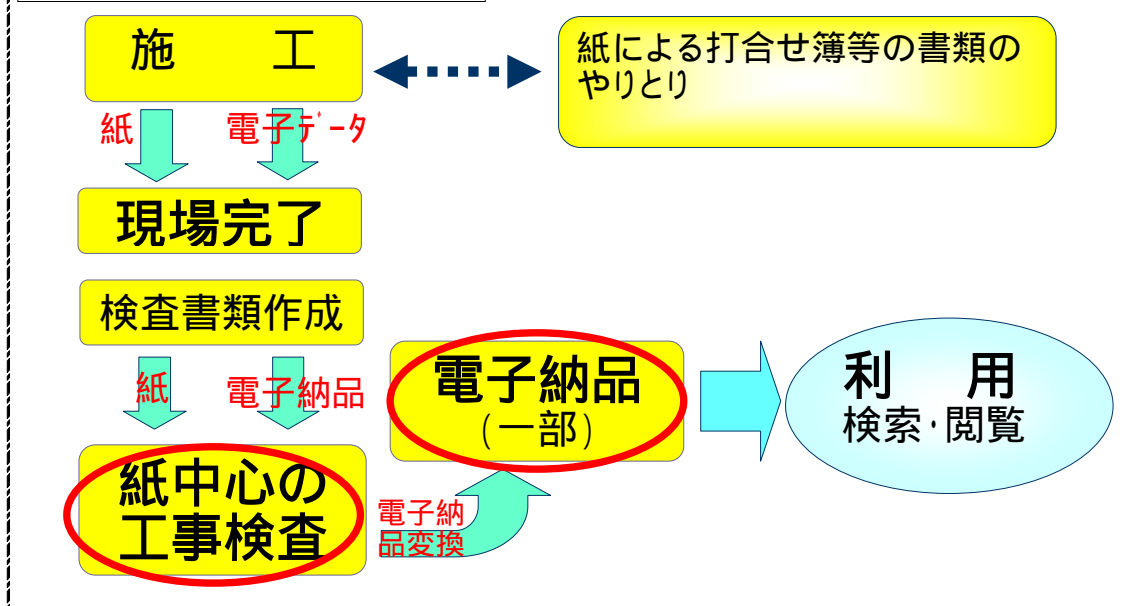 施　工
紙による打合せ簿等の書類の
やりとり
紙
電子ﾃﾞｰﾀ
現場完了
検査書類作成
紙
電子納品
紙中心の
工事検査
電子納
品変換
電子納品
(一部)
利　用
検索･閲覧